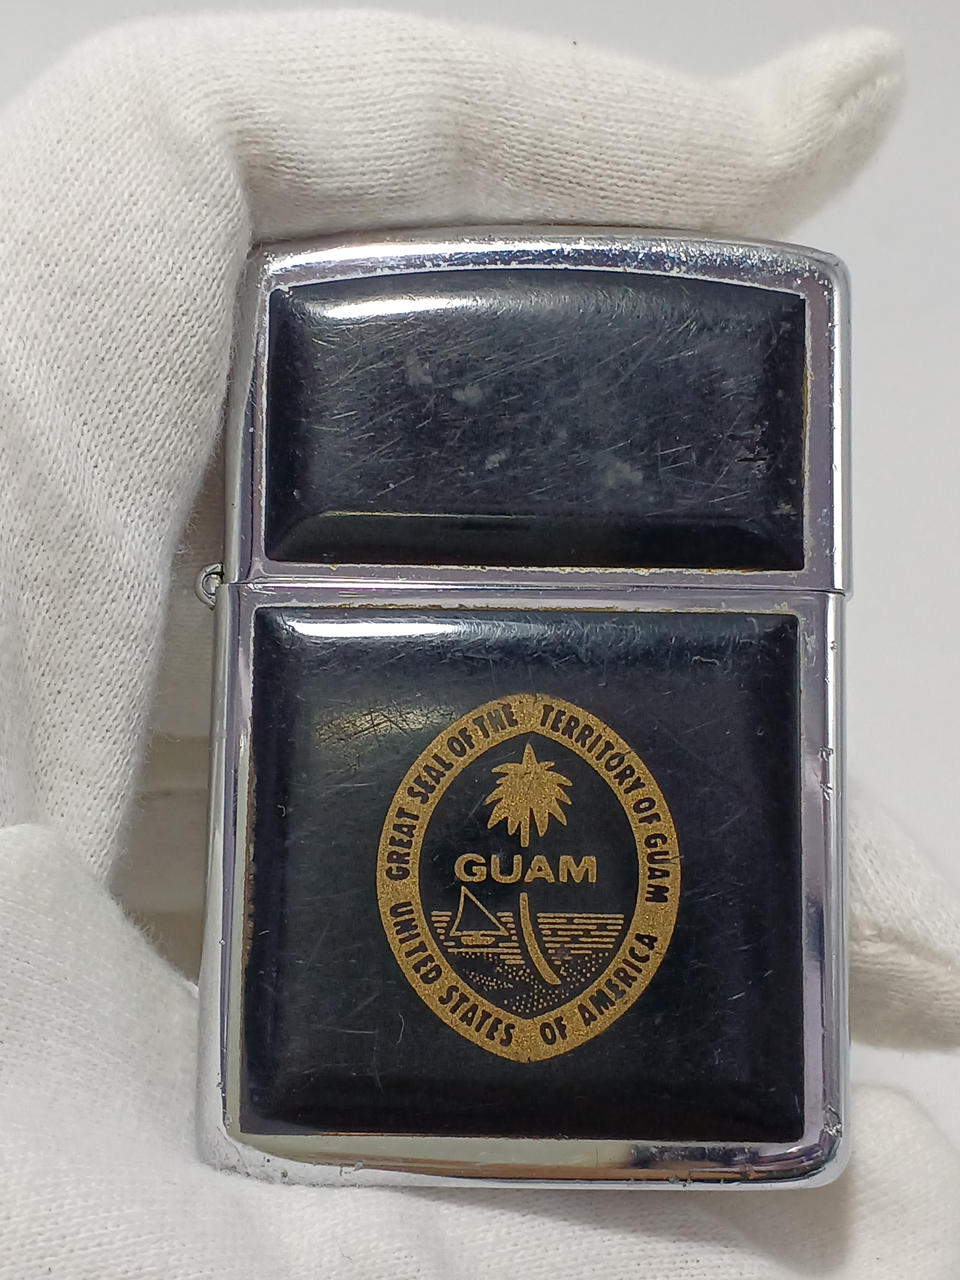 GREAT SEAL OF THE TERRITORY OF GUAM
GUAM
UNITED STATES OF AMERICA